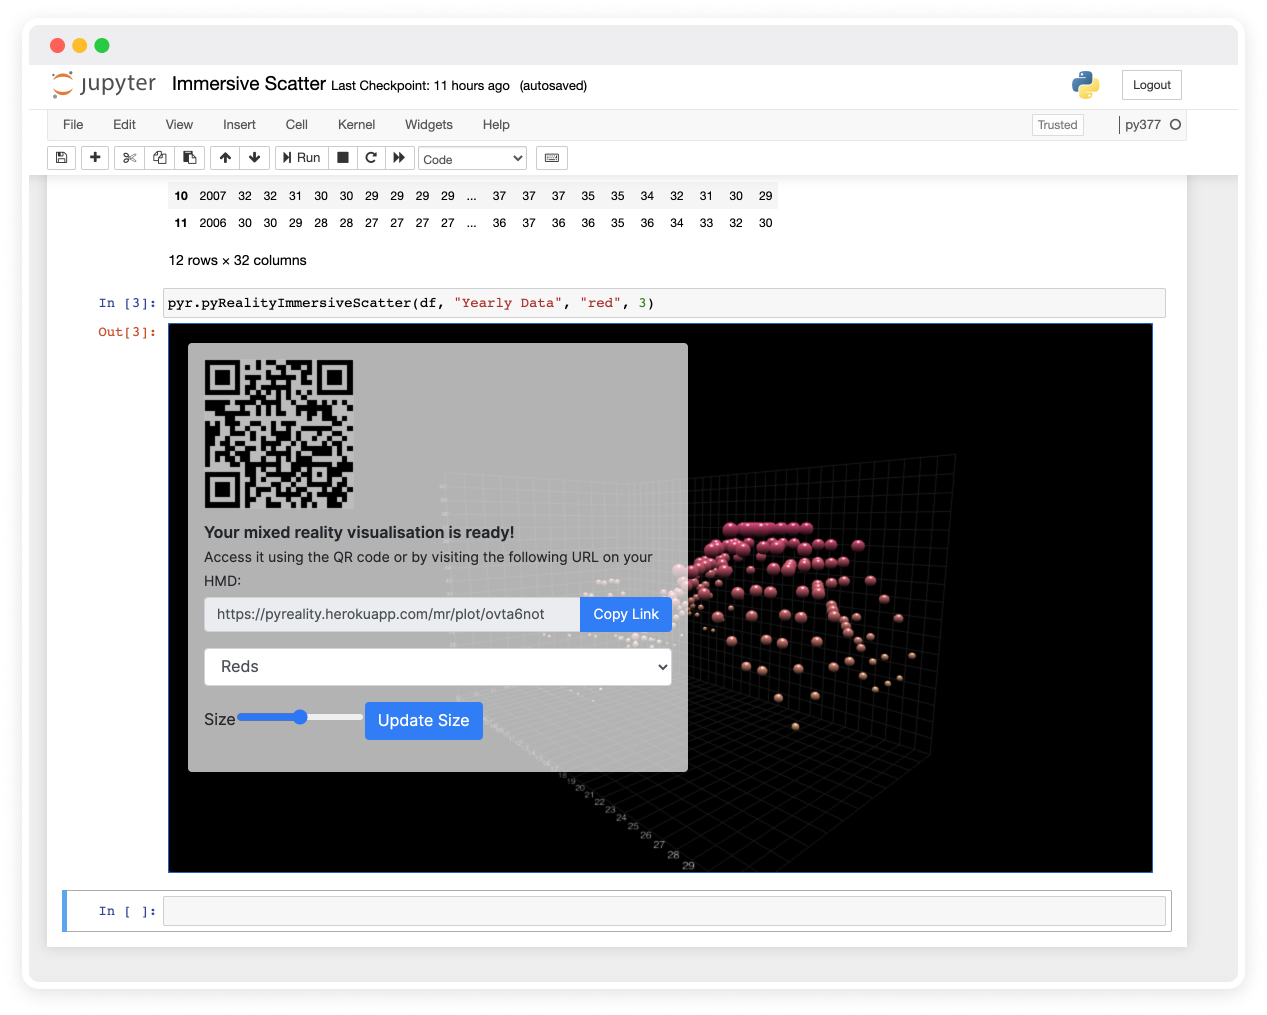 jupyter Immersive Scatter Last Checkpoint: 11 hours ago (autosaved)
Logout
File Edit View Insert Cell Kernel Widgets Help
Trusted
py377
Run
Code
10 2007 32 32 31 30 30 29 29 29 29 ... 37 37 37 35 35 34 32 31 30 29
11 2006 30 30 29 28 28 27 27 27 27 ... 36 37 36 36 35 36 34 33 32 30
12 rows × 32 columns
In [3]: pyr.pyRealityImmersiveScatter(df, "Yearly Data", "red", 3)
Out[3]:
Your mixed reality visualisation is ready!
Access it using the QR code or by visiting the following URL on your
HMD:
https://pyreality.herokuapp.com/mr/plot/ovta6not Copy Link
Reds
Size Update Size
18
19
20
21
22
23
24
25
26
27
28
29
In [ ]: